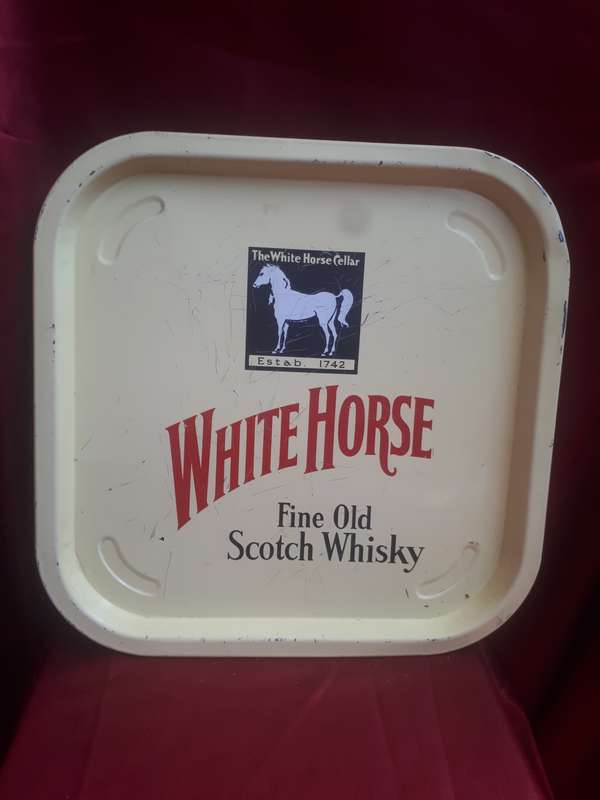 The White Horse Cellar
Estab. 1742
WHITE HORSE
Fine Old
Scotch Whisky